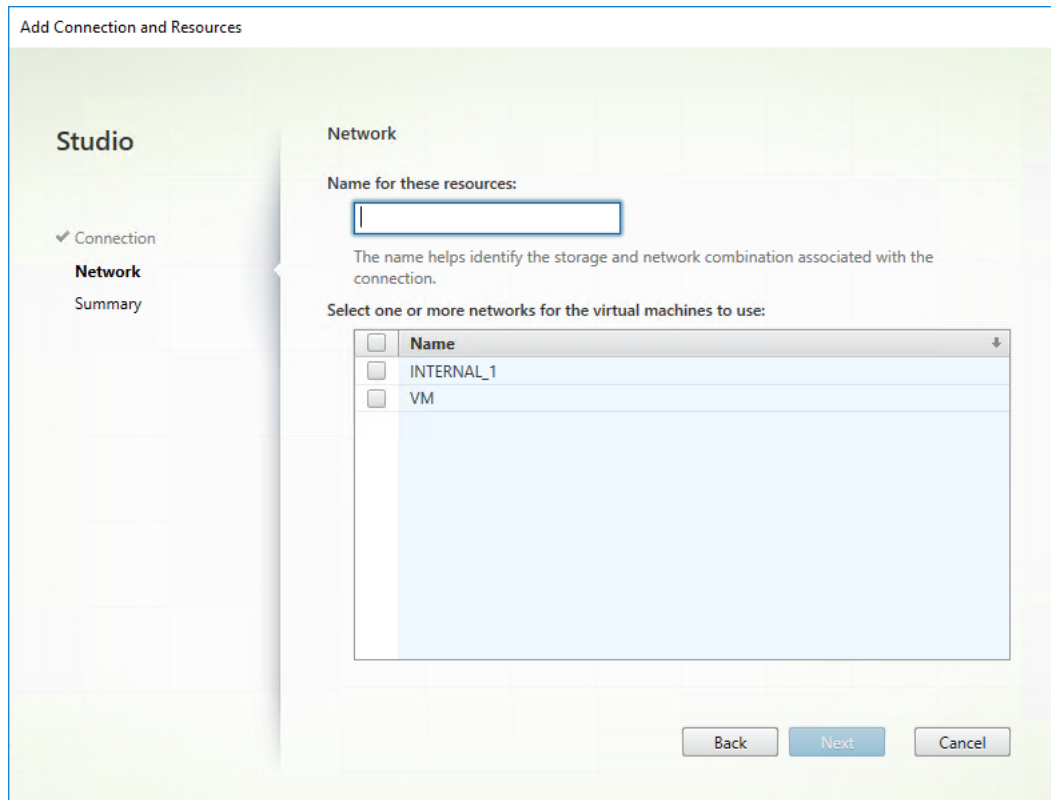 Add Connection and Resources
Studio
Connection
Network
Summary
Network
Name for these resources:
The name helps identify the storage and network combination associated with the
connection.
Select one or more networks for the virtual machines to use:
Name
INTERNAL_1
VM
Back
Next
Cancel